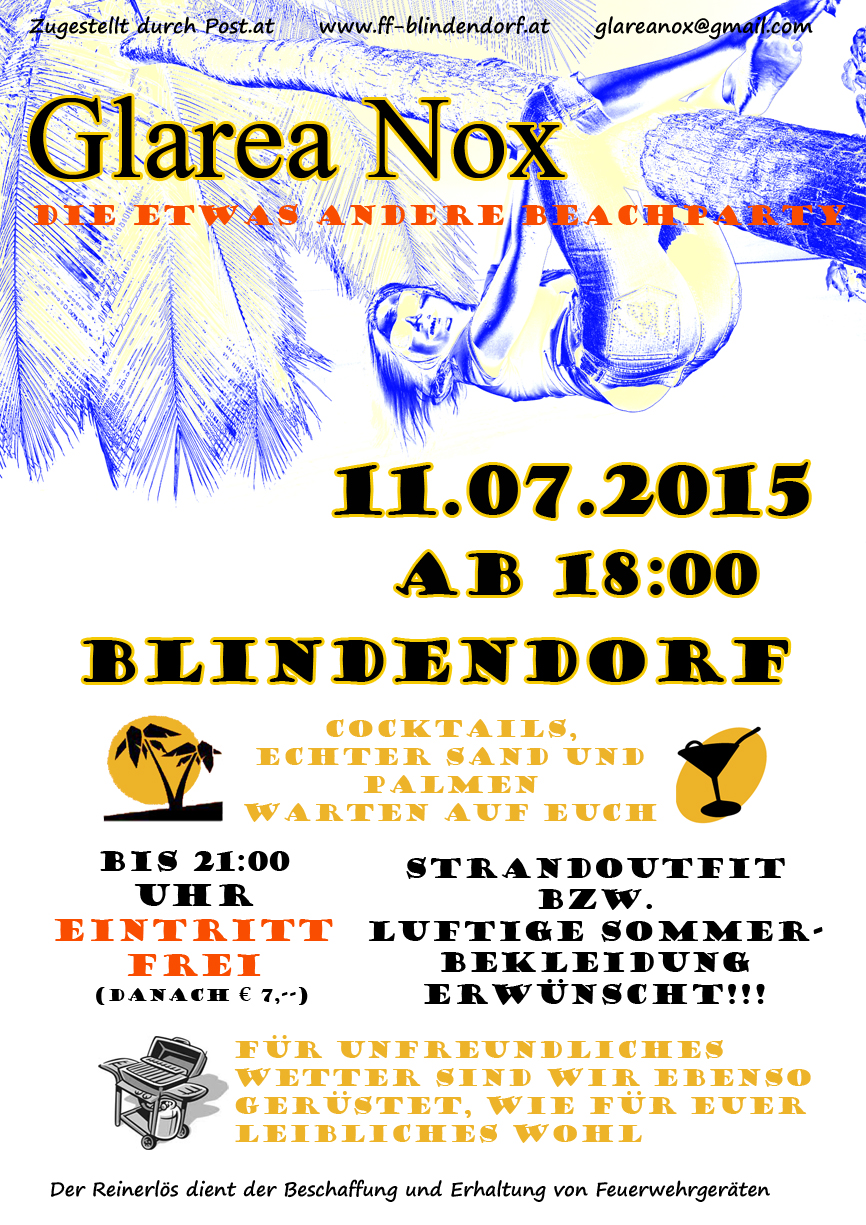 Zugestellt durch Post.at www.ff-blindendorf.at glareanox@gmail.com
Glarea Nox
DIE ETWAS ANDERE BEACHPARTY
11.07.2015
AB 18:00
BLINDENDORF
COCKTAILS,
ECHTER SAND UND
PALMEN
WARTEN AUF EUCH
BIS 21:00
UHR
EINTRITT
FREI
(DANACH € 7,--)
STRANDOUTFIT
BZW.
LUFTIGE SOMMER-
BEKLEIDUNG
ERWÜNSCHT!!!
FÜR UNFREUNDLICHES
WETTER SIND WIR EBENSO
GERÜSTET, WIE FÜR EUER
LEIBLICHES WOHL
Der Reinerlös dient der Beschaffung und Erhaltung von Feuerwehrgeräten